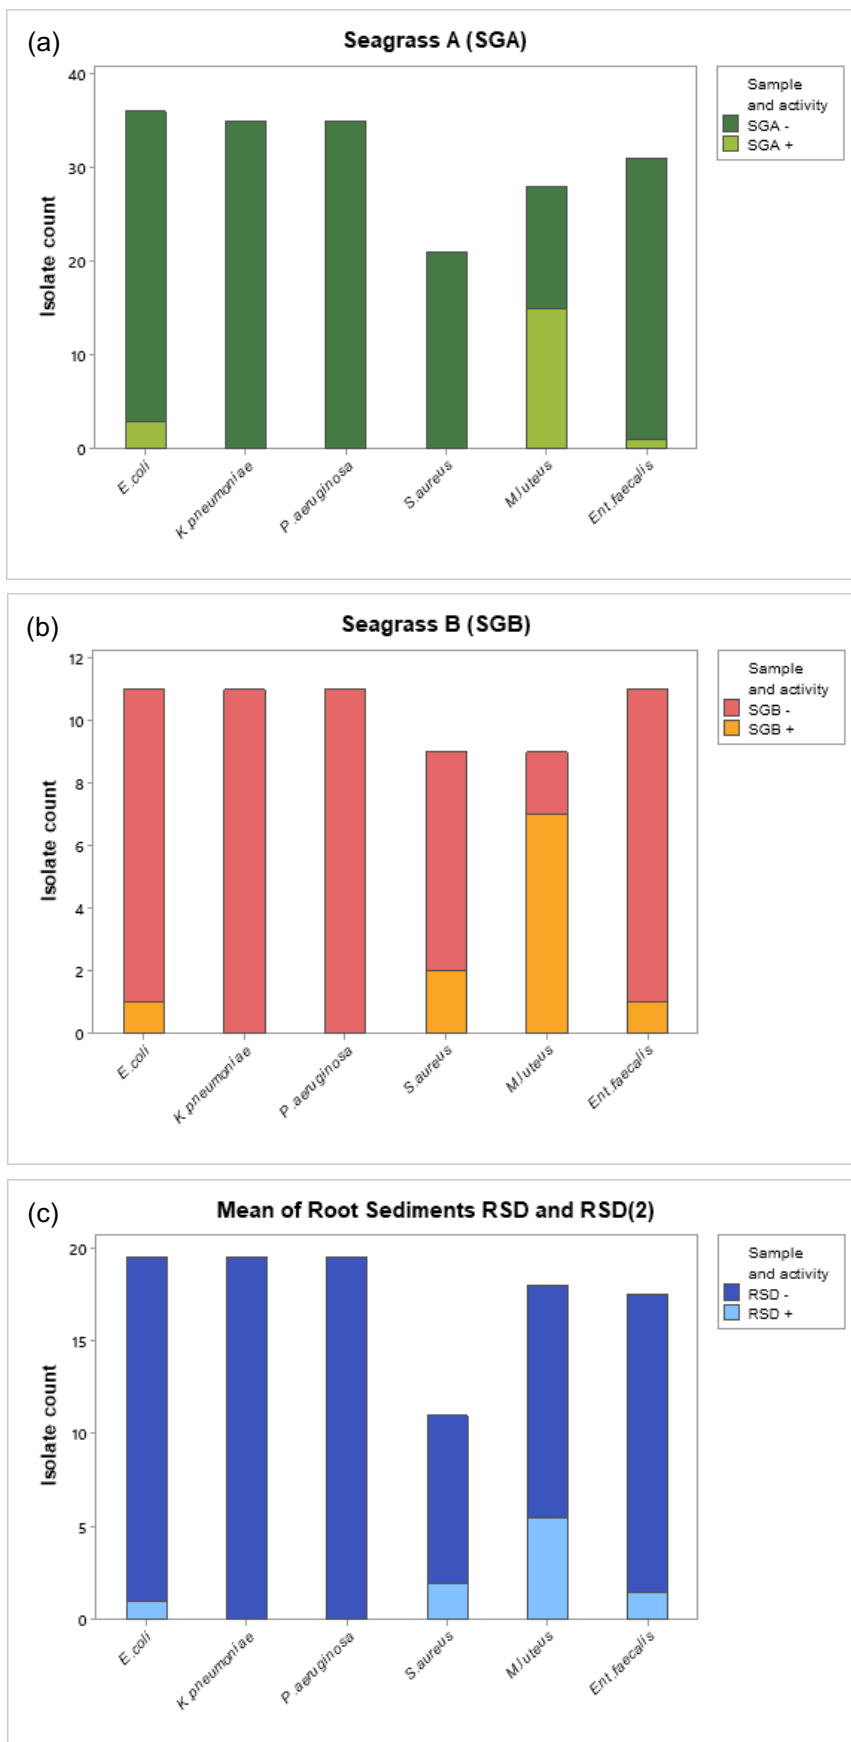 (a)
Seagrass A (SGA)
Sample
and activity
SGA -
SGA +
Isolate count
40
30
20
10
0
E.coli
K.pneumoniae
P.aeruginosa
S.aureus
M.luteus
Ent.faecalis
(b)
Seagrass B (SGB)
Sample
and activity
SGB -
SGB +
Isolate count
12
10
8
6
4
2
0
E.coli
K.pneumoniae
P.aeruginosa
S.aureus
M.luteus
Ent.faecalis
(c)
Mean of Root Sediments RSD and RSD(2)
Sample
and activity
RSD -
RSD +
Isolate count
20
15
10
5
0
E.coli
K.pneumoniae
P.aeruginosa
S.aureus
M.luteus
Ent.faecalis